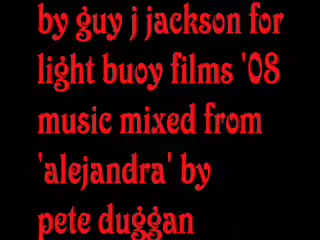 by guy j jackson for
light buoy films '08
music mixed from
'alejandra' by
pete duggan